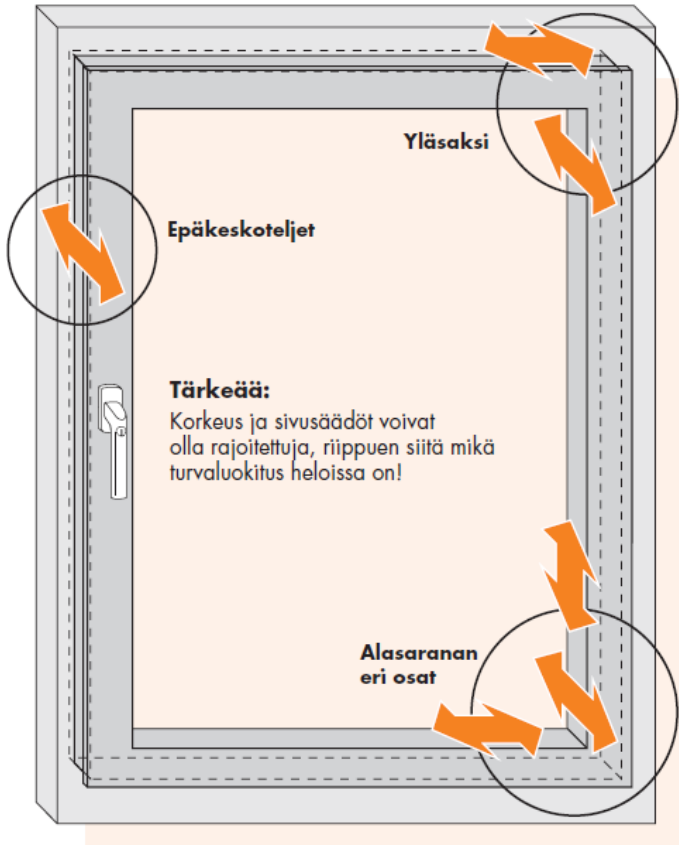 Yläsaksi
Epäkeskoteljet
Tärkeää:
Korkeus ja sivusäädöt voivat
olla rajoitettuja, riippuen siitä mikä
turvaluokitus heloissa on!
Alasaranan
eri osat